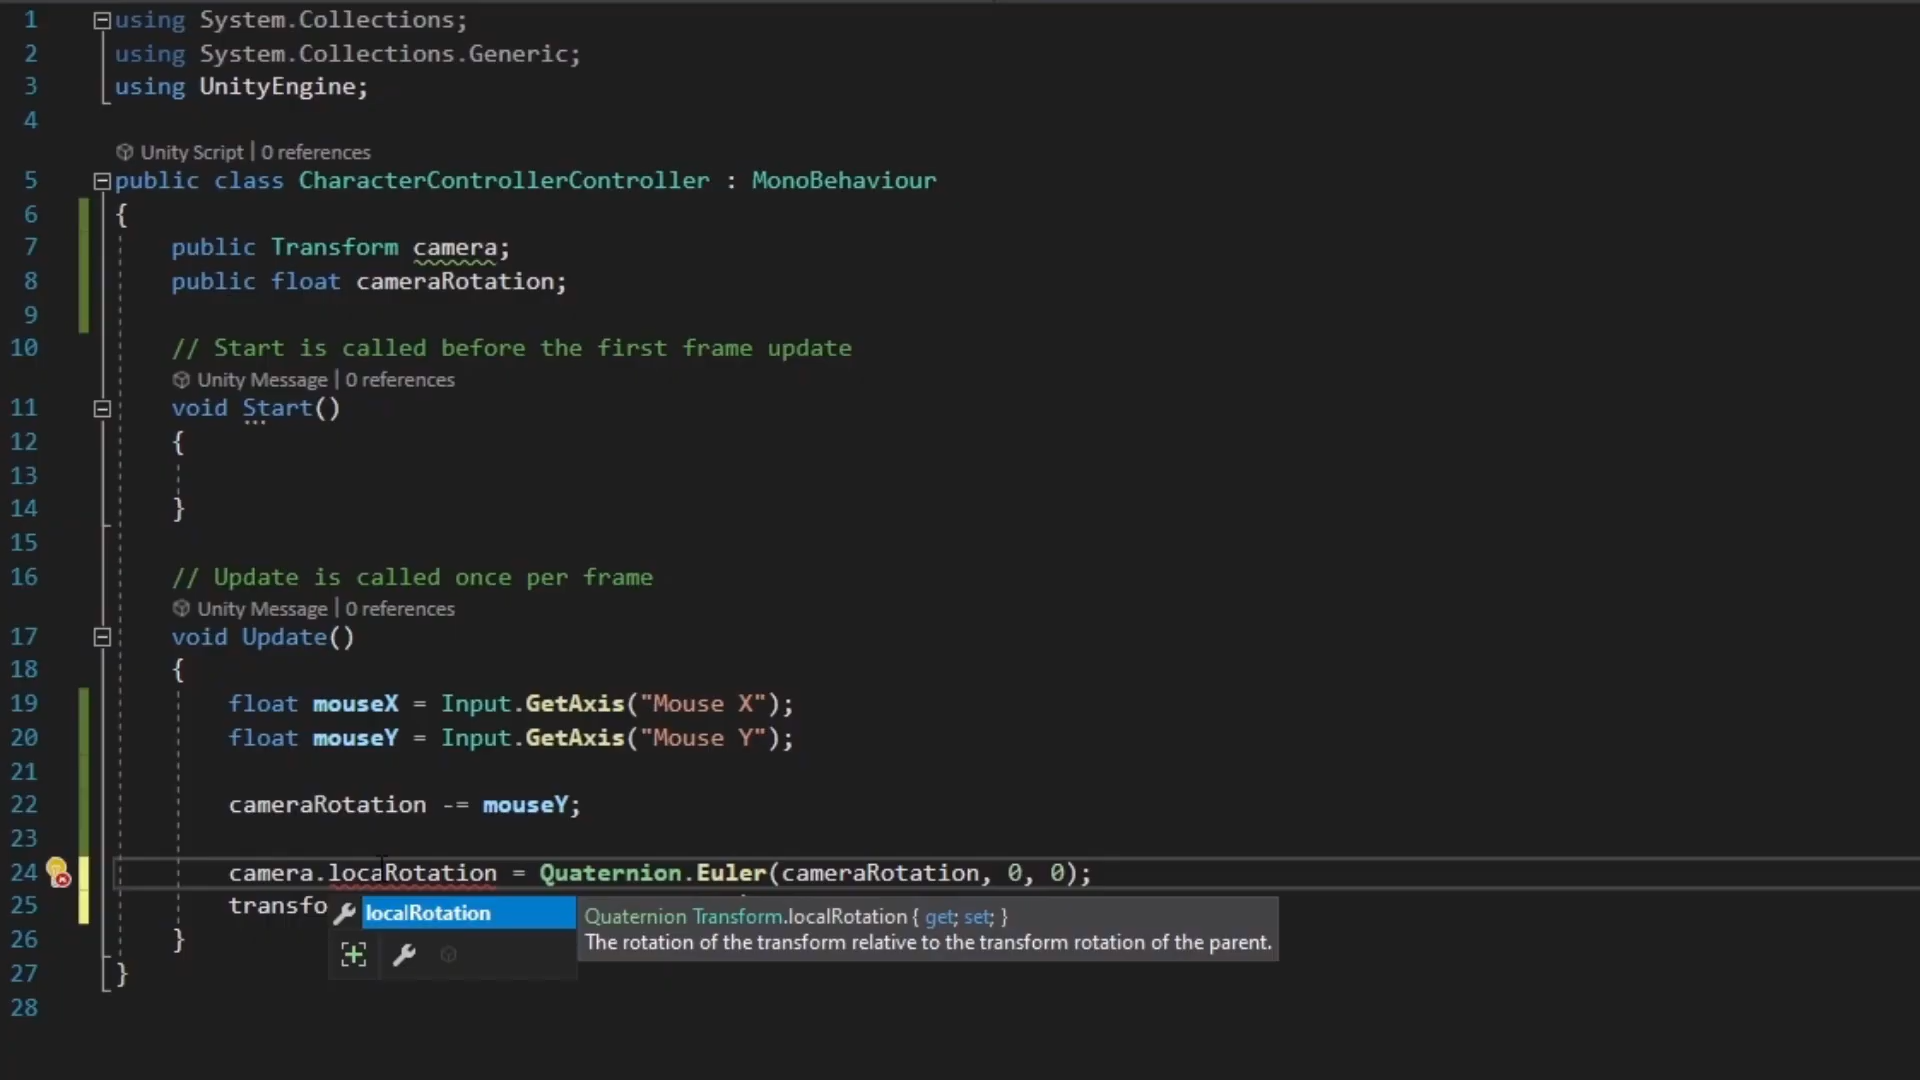 1 using System.Collections;
2 using System.Collections.Generic;
3 using UnityEngine;
4
Unity Script | 0 references
5 public class CharacterControllerController : MonoBehaviour
6 {
7 public Transform camera;
8 public float cameraRotation;
9
10 // Start is called before the first frame update
Unity Message | 0 references
11 void Start()
12 {
13
14 }
15
16 // Update is called once per frame
Unity Message | 0 references
17 void Update()
18 {
19 float mouseX = Input.GetAxis("Mouse X");
20 float mouseY = Input.GetAxis("Mouse Y");
21
22 cameraRotation -= mouseY;
23
24 camera.locaRotation = Quaternion.Euler(cameraRotation, 0, 0);
25 transfo
localRotation
Quaternion Transform.localRotation { get; set; }
The rotation of the transform relative to the transform rotation of the parent.
26 }
27 }
28